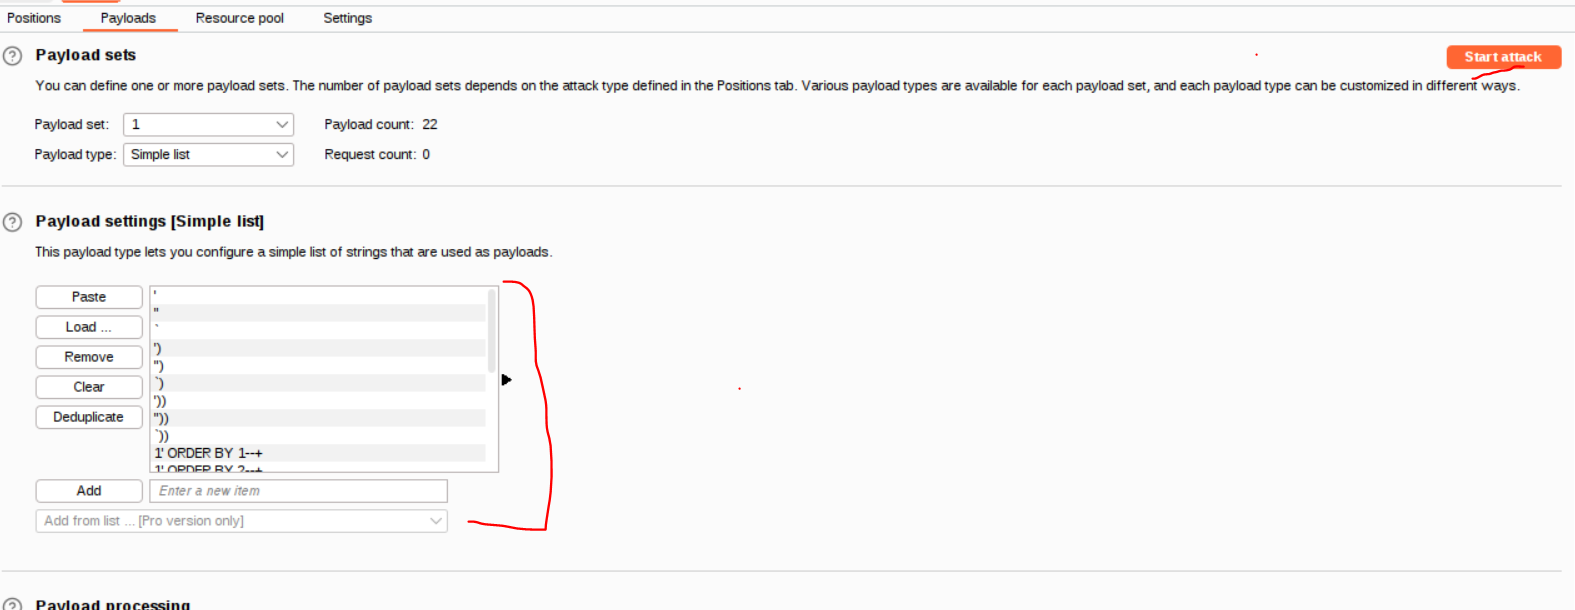 Positions Payloads Resource pool Settings
? Payload sets
Start attack
You can define one or more payload sets. The number of payload sets depends on the attack type defined in the Positions tab. Various payload types are available for each payload set, and each payload type can be customized in different ways.
Payload set: 1 Payload count: 22
Payload type: Simple list Request count: 0
? Payload settings [Simple list]
This payload type lets you configure a simple list of strings that are used as payloads.
Paste
Load ...
Remove
Clear
Deduplicate
'
"
`
')
")
`)
'))
"))
`))
1' ORDER BY 1--+
1' ORDER BY 2--+
Add Enter a new item
Add from list ... [Pro version only]
? Payload processing